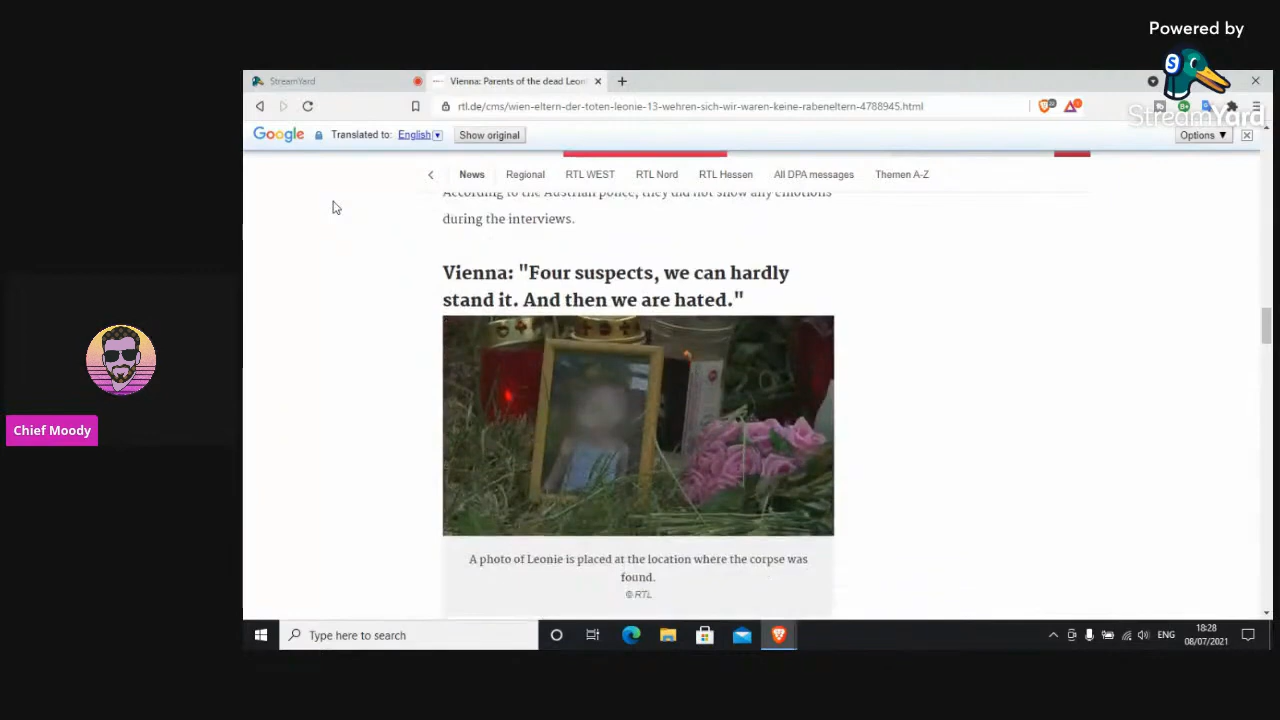 Powered by
StreamYard
StreamYard
Vienna: Parents of the dead Leon
rtl.de/cms/wien-eltern-der-toten-leonie-13-wehren-sich-wir-waren-keine-rabeneltern-4788945.html
Google Translated to: English Show original
Options ▼
News Regional RTL WEST RTL Nord RTL Hessen All DPA messages Themen A-Z
According to the Austrian police, they did not show any emotions
during the interviews.
Vienna: "Four suspects, we can hardly
stand it. And then we are hated."
A photo of Leonie is placed at the location where the corpse was
found.
© RTL
Chief Moody
Type here to search
ENG
18:28
08/07/2021